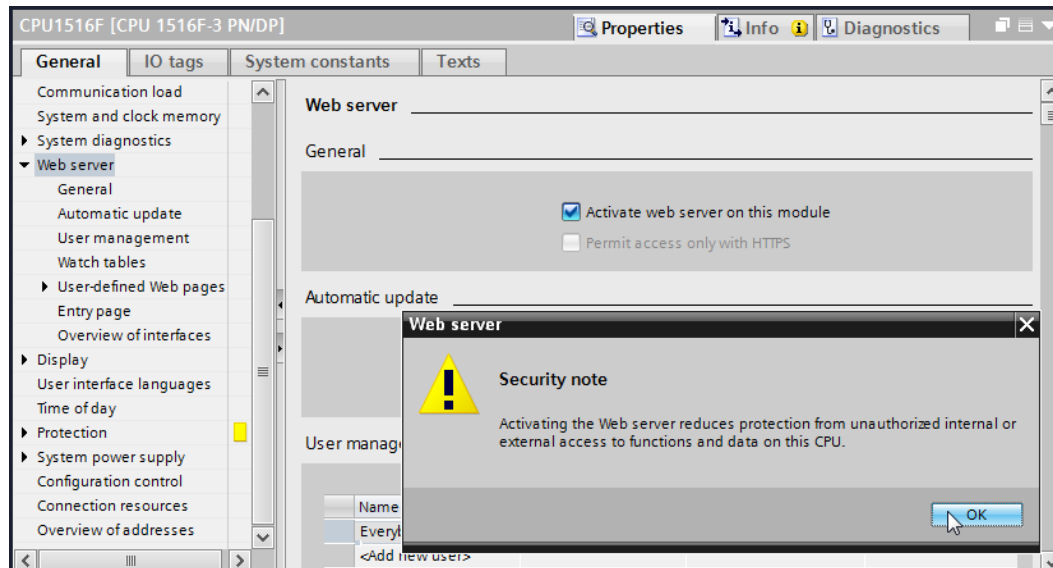 CPU1516F [CPU 1516F-3 PN/DP]
Properties
Info
Diagnostics
General
IO tags
System constants
Texts
Communication load
System and clock memory
System diagnostics
Web server
General
Automatic update
User management
Watch tables
User-defined Web pages
Entry page
Overview of interfaces
Display
User interface languages
Time of day
Protection
System power supply
Configuration control
Connection resources
Overview of addresses
Web server
General
Activate web server on this module
Permit access only with HTTPS
Automatic update
Web server
Security note
Activating the Web server reduces protection from unauthorized internal or
external access to functions and data on this CPU.
OK
User manag
Name
Everyb
<Add new user>